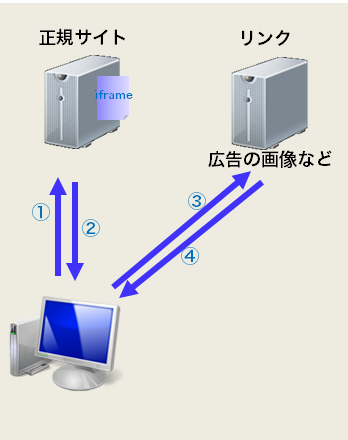 正規サイト
リンク
iframe
広告の画像など
①
②
③
④